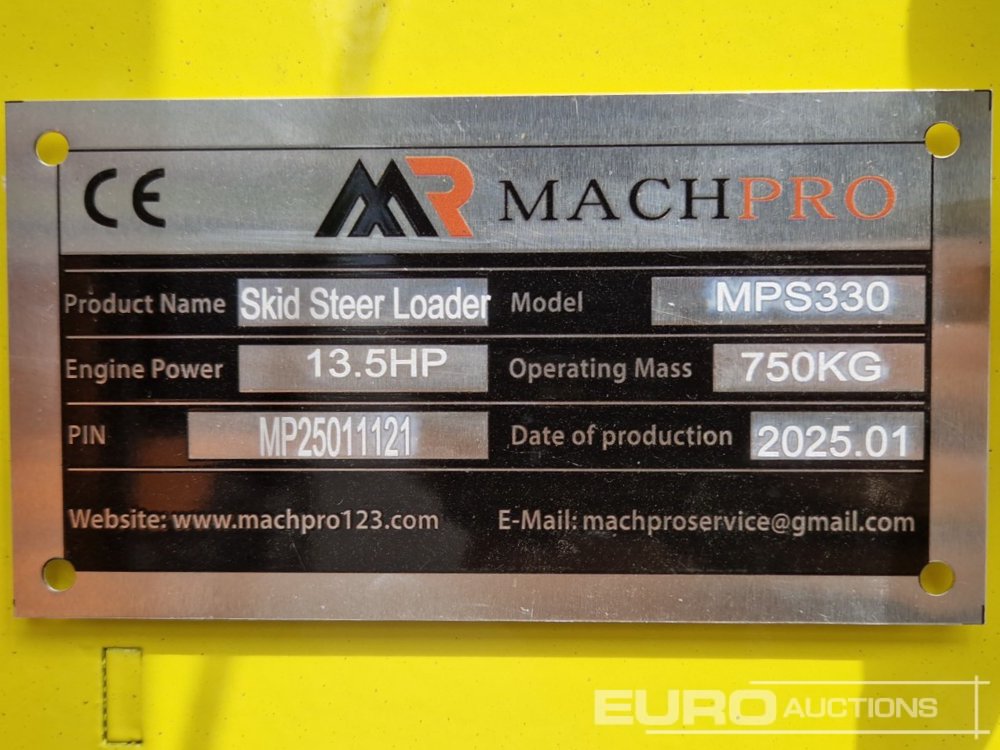 CE MR MACHPRO
Product Name Skid Steer Loader Model MPS330
Engine Power 13.5HP Operating Mass 750KG
PIN MP25011121 Date of production 2025.01
Website: www.machpro123.com E-Mail: machproservice@gmail.com
EURO AUCTIONS